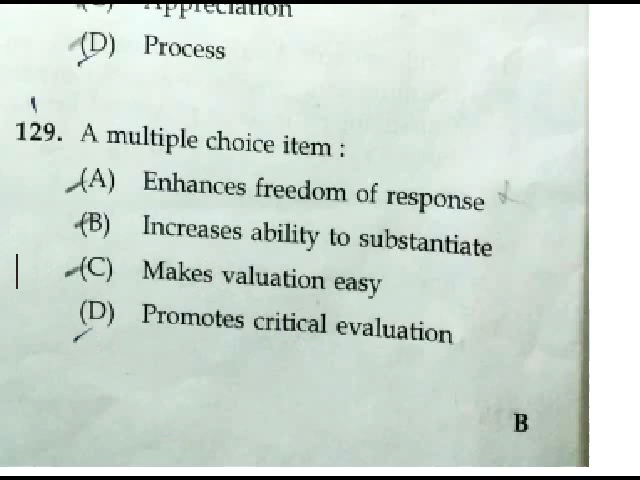 (C) Appreciation
(D) Process
129. A multiple choice item :
(A) Enhances freedom of response
(B) Increases ability to substantiate
(C) Makes valuation easy
(D) Promotes critical evaluation
B